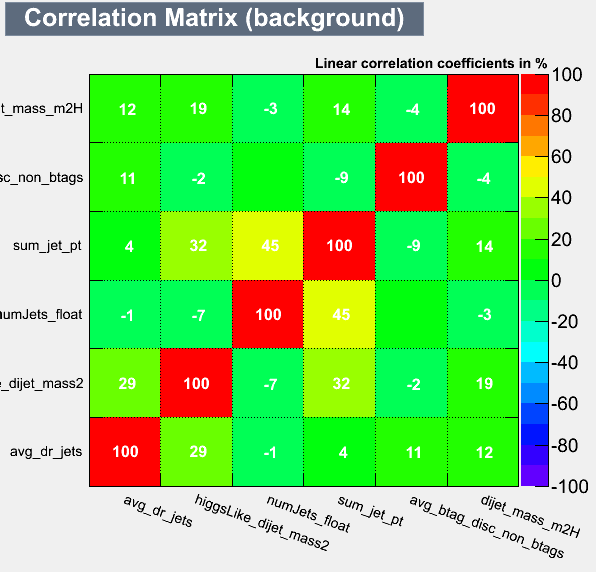 Correlation Matrix (background)
Linear correlation coefficients in %
t_mass_m2H 12 19 -3 14 -4 100
sc_non_btags 11 -2 -9 100 -4
sum_jet_pt 4 32 45 100 -9 14
numJets_float -1 -7 100 45 -3
e_dijet_mass2 29 100 -7 32 -2 19
avg_dr_jets 100 29 -1 4 11 12
avg_dr_jets
higgsLike_dijet_mass2
numJets_float
sum_jet_pt
avg_btag_disc_non_btags
dijet_mass_m2H
100
80
60
40
20
0
-20
-40
-60
-80
-100